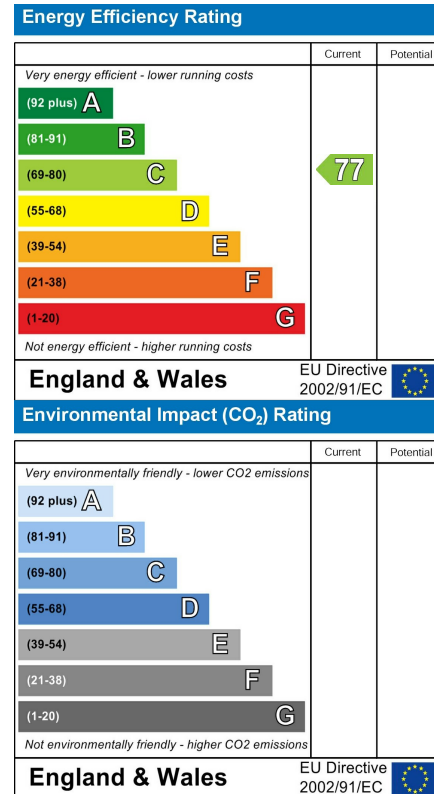 Energy Efficiency Rating
Current Potential
Very energy efficient - lower running costs
(92 plus) A
(81-91) B
(69-80) C 77
(55-68) D
(39-54) E
(21-38) F
(1-20) G
Not energy efficient - higher running costs
England & Wales
EU Directive
2002/91/EC
Environmental Impact (CO₂) Rating
Current Potential
Very environmentally friendly - lower CO2 emissions
(92 plus) A
(81-91) B
(69-80) C
(55-68) D
(39-54) E
(21-38) F
(1-20) G
Not environmentally friendly - higher CO2 emissions
England & Wales
EU Directive
2002/91/EC